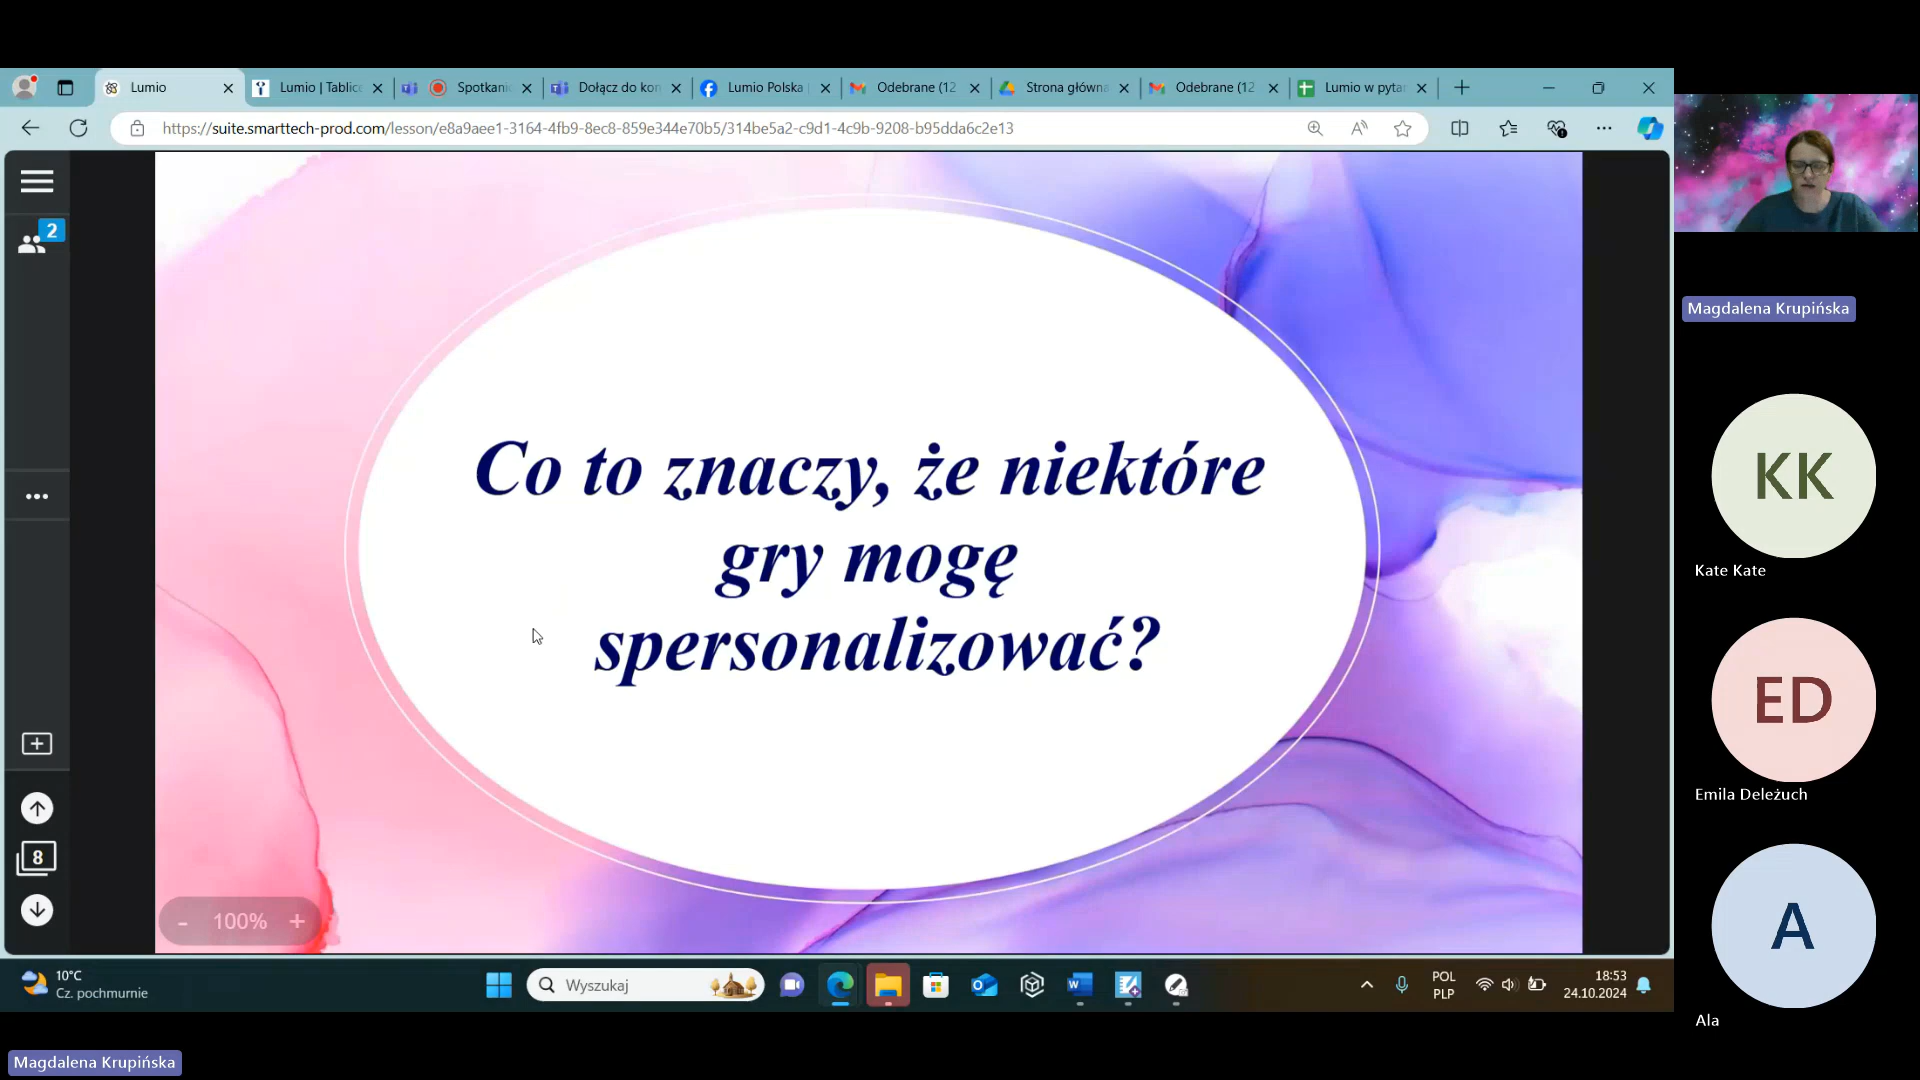 Lumio
Lumio | Tablic
Spotkani
Dołącz do kon
Lumio Polska
Odebrane (12
Strona główna
Odebrane (12
Lumio w pytan
https://suite.smarttech-prod.com/lesson/e8a9aee1-3164-4fb9-8ec8-859e344e70b5/314be5a2-c9d1-4c9b-9208-b95dda6c2e13
2
Co to znaczy, że niektóre
gry mogę
spersonalizować?
8
- 100% +
10°C
Cz. pochmurnie
Wyszukaj
POL
PLP
18:53
24.10.2024
Magdalena Krupińska
KK
Kate Kate
ED
Emila Deleżuch
A
Ala
Magdalena Krupińska